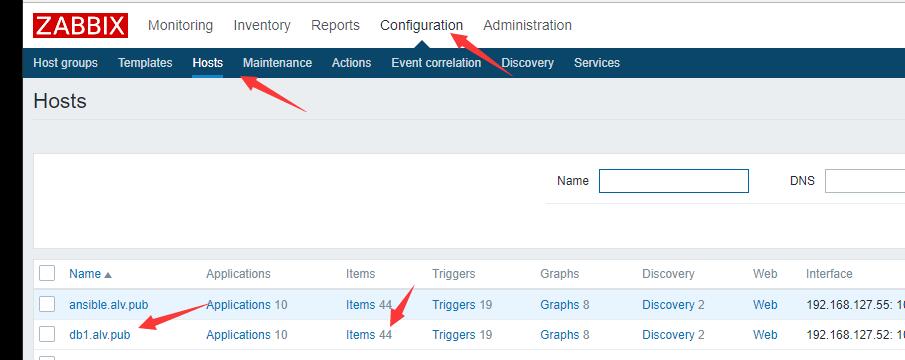 ZABBIX Monitoring Inventory Reports Configuration Administration
Host groups Templates Hosts Maintenance Actions Event correlation Discovery Services
Hosts
Name DNS
Name Applications Items Triggers Graphs Discovery Web Interface
ansible.alv.pub Applications 10 Items 44 Triggers 19 Graphs 8 Discovery 2 Web 192.168.127.55: 10
db1.alv.pub Applications 10 Items 44 Triggers 19 Graphs 8 Discovery 2 Web 192.168.127.52: 10